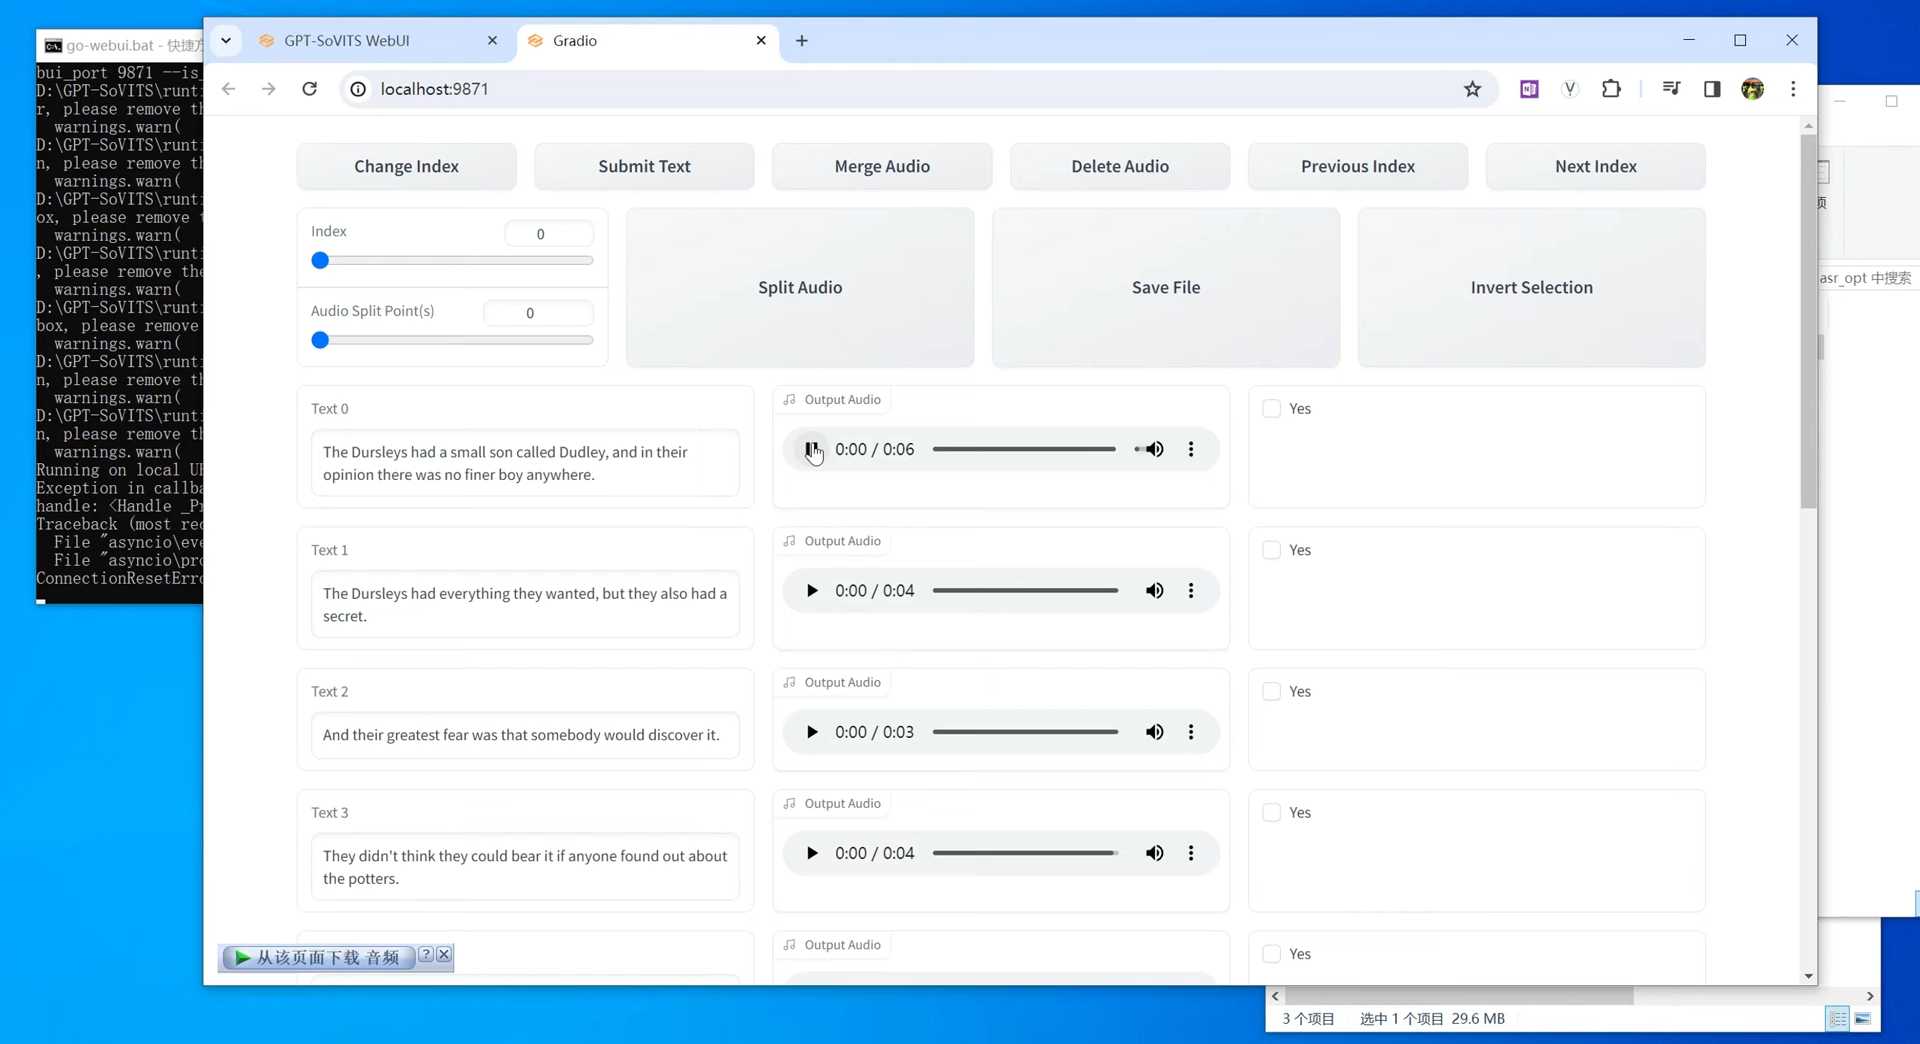 go-webui.bat - 快捷方
GPT-SoVITS WebUI
Gradio
localhost:9871
bui_port 9871 --is_
D:\GPT-SoVITS\runt
r, please remove th
warnings.warn(
D:\GPT-SoVITS\runt
n, please remove th
warnings.warn(
D:\GPT-SoVITS\runt
ox, please remove t
warnings.warn(
D:\GPT-SoVITS\runt
, please remove the
warnings.warn(
D:\GPT-SoVITS\runt
box, please remove
warnings.warn(
D:\GPT-SoVITS\runt
n, please remove th
warnings.warn(
D:\GPT-SoVITS\runt
n, please remove th
warnings.warn(
Running on local U
Exception in callba
handle: <Handle _P
Traceback (most rec
File "asyncio\eve
File "asyncio\pro
ConnectionResetErro
Change Index
Submit Text
Merge Audio
Delete Audio
Previous Index
Next Index
Index
0
Audio Split Point(s)
0
Split Audio
Save File
Invert Selection
Text 0
The Dursleys had a small son called Dudley, and in their
opinion there was no finer boy anywhere.
Output Audio
0:00 / 0:06
Yes
Text 1
The Dursleys had everything they wanted, but they also had a
secret.
Output Audio
0:00 / 0:04
Yes
Text 2
And their greatest fear was that somebody would discover it.
Output Audio
0:00 / 0:03
Yes
Text 3
They didn't think they could bear it if anyone found out about
the potters.
Output Audio
0:00 / 0:04
Yes
Output Audio
Yes
从该页面下载 音频
项
asr_opt 中搜索
3 个项目 选中 1 个项目 29.6 MB